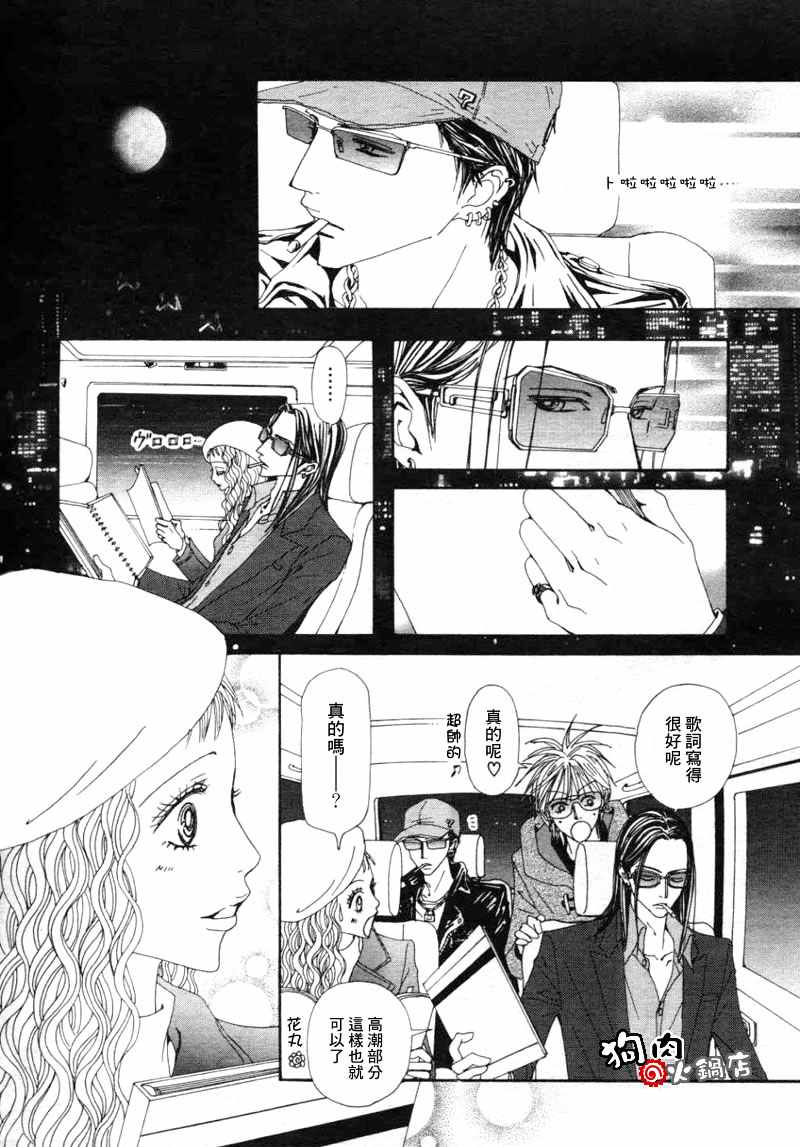 卜啦啦啦啦啦‥‥
‥‥‥
ヴロロロ…
歌詞寫得
很好呢
真的呢♡
超帥的♪
真的嗎——？
高潮部分
這樣也就
可以了
花丸
狗肉
火鍋店